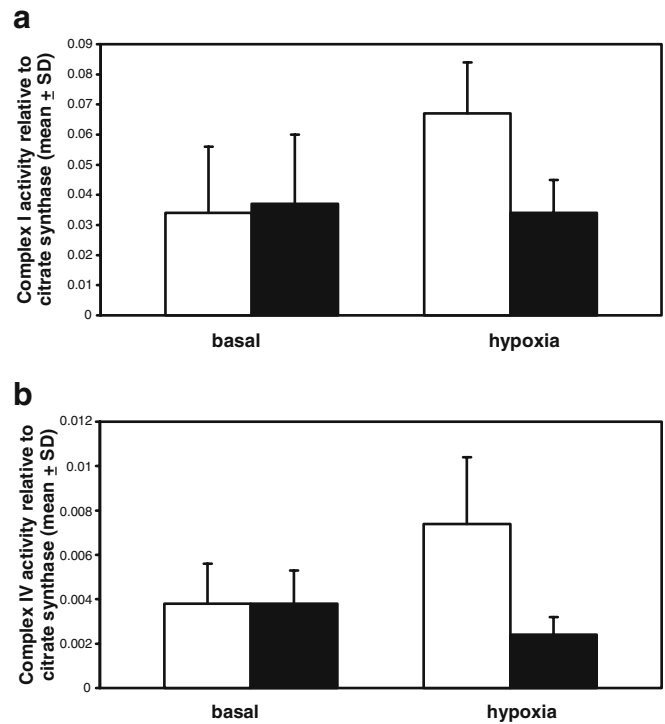 a
Complex I activity relative to
citrate synthase (mean ± SD)
0.09
0.08
0.07
0.06
0.05
0.04
0.03
0.02
0.01
0
basal hypoxia
b
Complex IV activity relative to
citrate synthase (mean ± SD)
0.012
0.01
0.008
0.006
0.004
0.002
0
basal hypoxia